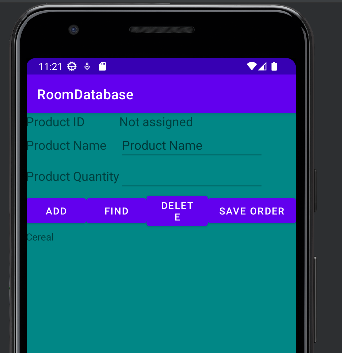 11:21
RoomDatabase
Product ID Not assigned
Product Name Product Name
Product Quantity
ADD FIND DELET
E SAVE ORDER
Cereal